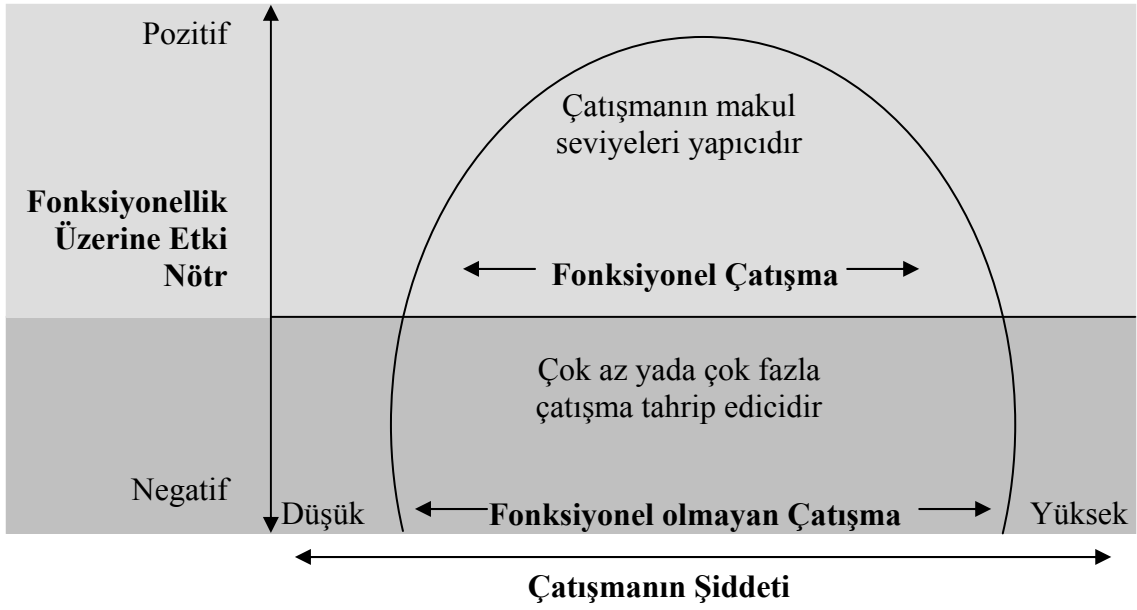 Pozitif
Çatışmanın makul
seviyeleri yapıcıdır
Fonksiyonellik
Üzerine Etki
Nötr
Fonksiyonel Çatışma
Çok az yada çok fazla
çatışma tahrip edicidir
Negatif
Düşük
Fonksiyonel olmayan Çatışma
Yüksek
Çatışmanın Şiddeti